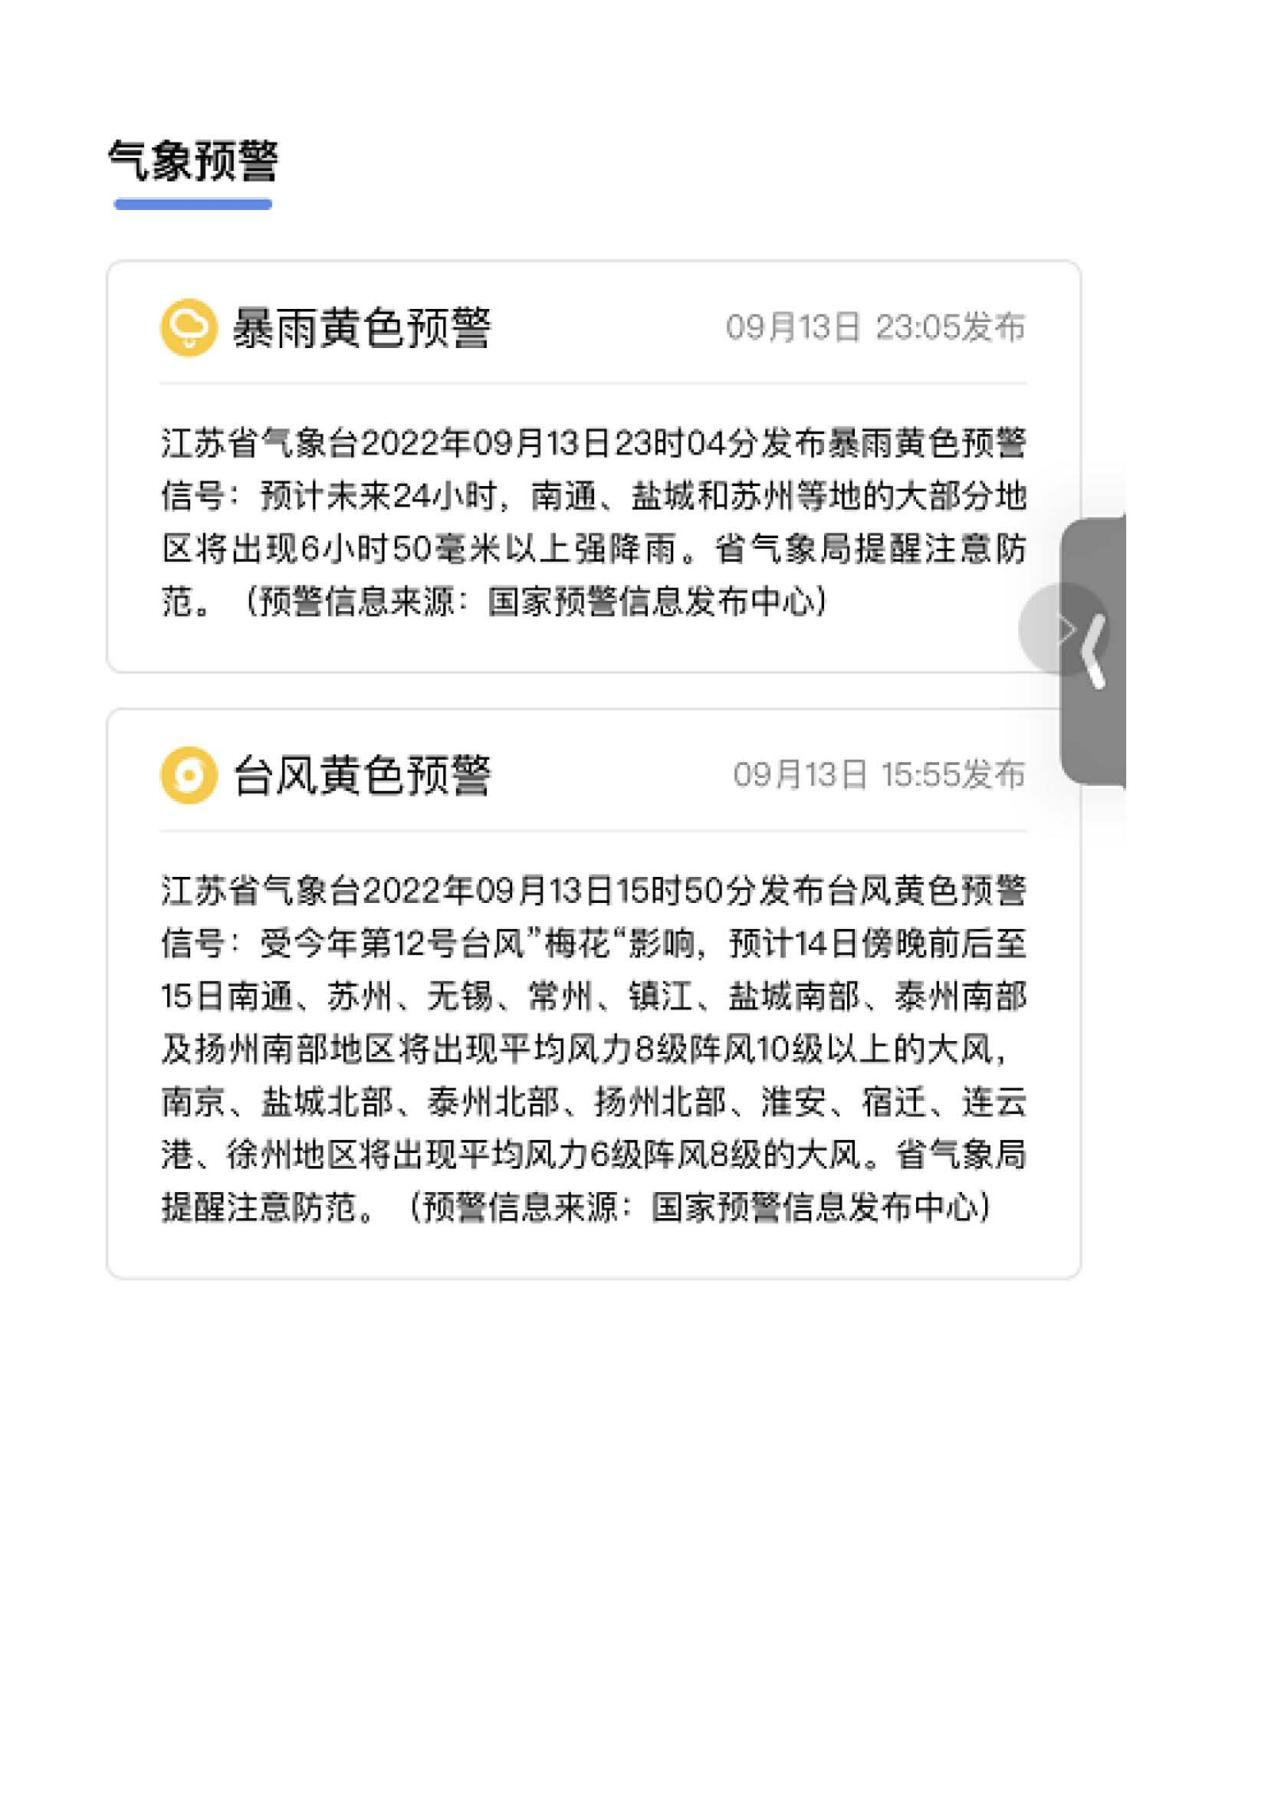 气象预警
暴雨黄色预警
09月13日 23:05发布
江苏省气象台2022年09月13日23时04分发布暴雨黄色预警
信号：预计未来24小时，南通、盐城和苏州等地的大部分地
区将出现6小时50毫米以上强降雨。省气象局提醒注意防
范。（预警信息来源：国家预警信息发布中心）
台风黄色预警
09月13日 15:55发布
江苏省气象台2022年09月13日15时50分发布台风黄色预警
信号：受今年第12号台风”梅花“影响，预计14日傍晚前后至
15日南通、苏州、无锡、常州、镇江、盐城南部、泰州南部
及扬州南部地区将出现平均风力8级阵风10级以上的大风，
南京、盐城北部、泰州北部、扬州北部、淮安、宿迁、连云
港、徐州地区将出现平均风力6级阵风8级的大风。省气象局
提醒注意防范。（预警信息来源：国家预警信息发布中心）